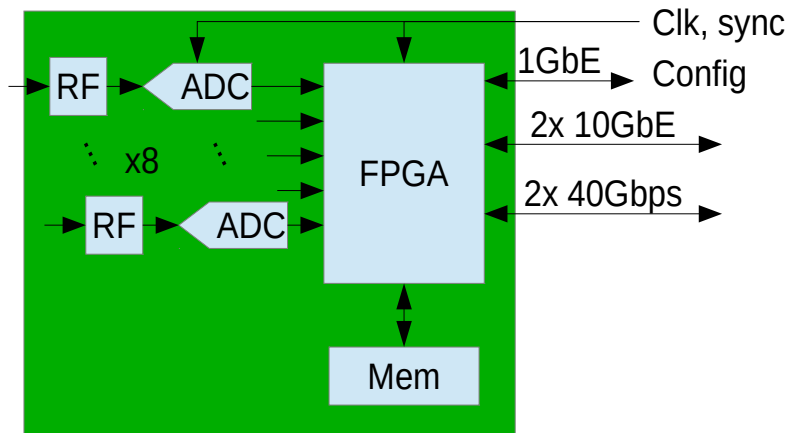 Clk, sync
1GbE
Config
RF
ADC
2x 10GbE
x8
FPGA
2x 40Gbps
RF
ADC
Mem